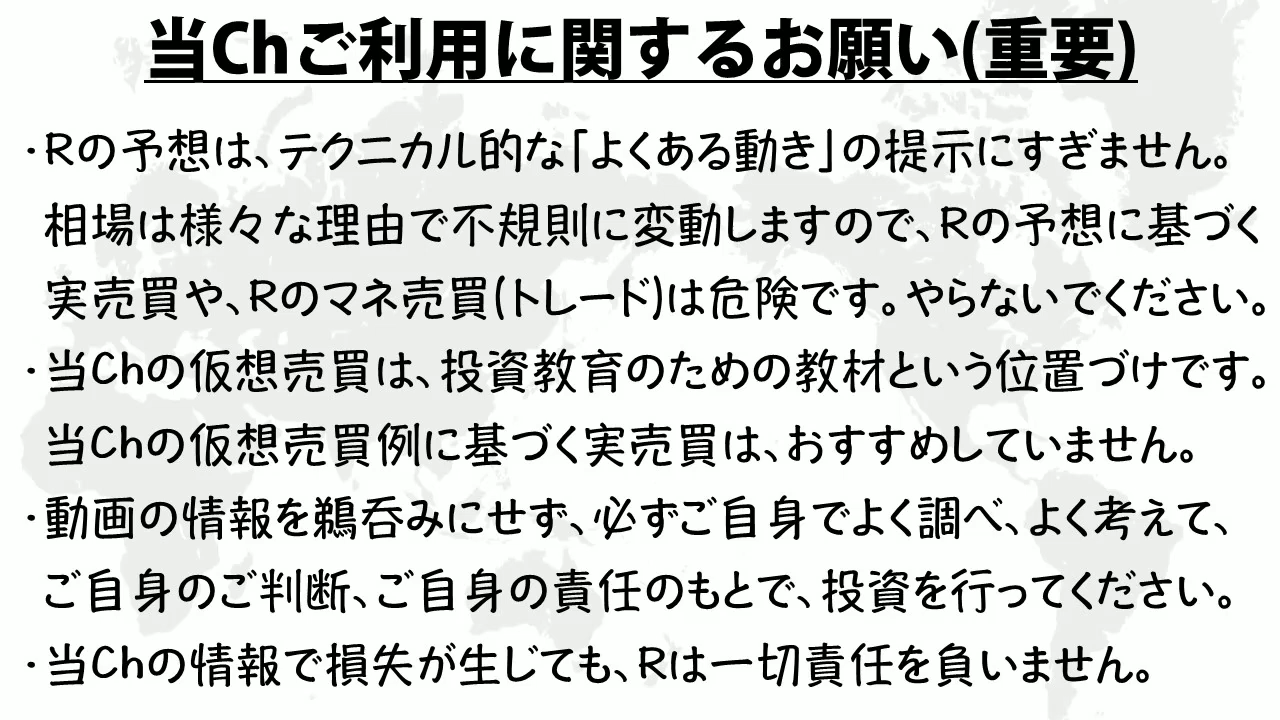 当Chご利用に関するお願い(重要)
・Rの予想は、テクニカル的な「よくある動き」の提示にすぎません。
相場は様々な理由で不規則に変動しますので、Rの予想に基づく
実売買や、Rのマネ売買(トレード)は危険です。やらないでください。
・当Chの仮想売買は、投資教育のための教材という位置づけです。
当Chの仮想売買例に基づく実売買は、おすすめしていません。
・動画の情報を鵜呑みにせず、必ずご自身でよく調べ、よく考えて、
ご自身のご判断、ご自身の責任のもとで、投資を行ってください。
・当Chの情報で損失が生じても、Rは一切責任を負いません。